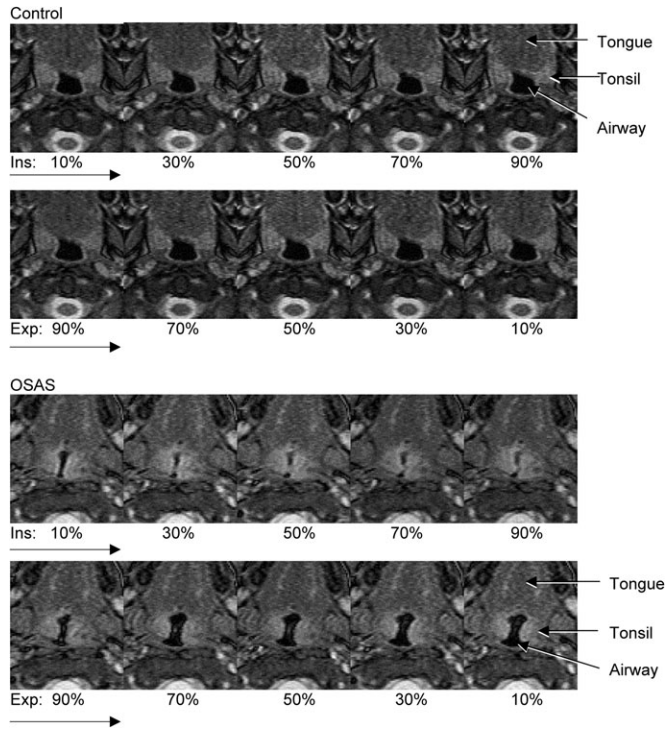 Control
Tongue
Tonsil
Airway
Ins: 10% 30% 50% 70% 90%
Exp: 90% 70% 50% 30% 10%
OSAS
Ins: 10% 30% 50% 70% 90%
Tongue
Tonsil
Airway
Exp: 90% 70% 50% 30% 10%